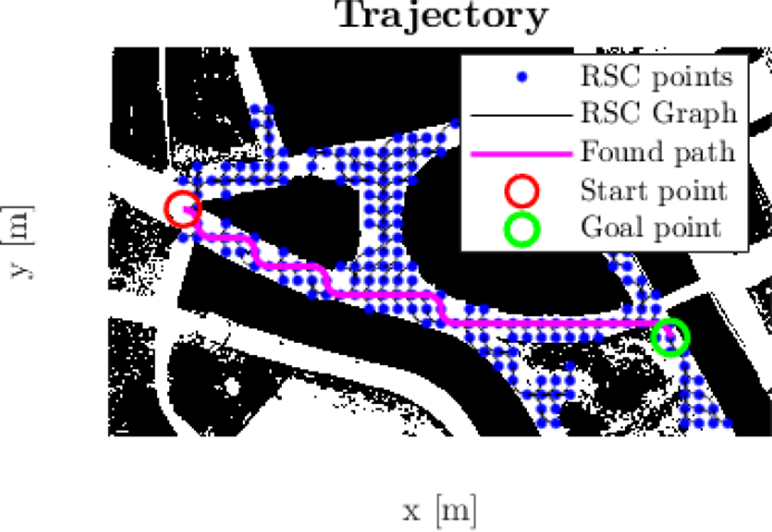 Trajectory
RSC points
RSC Graph
Found path
Start point
Goal point
y [m]
x [m]